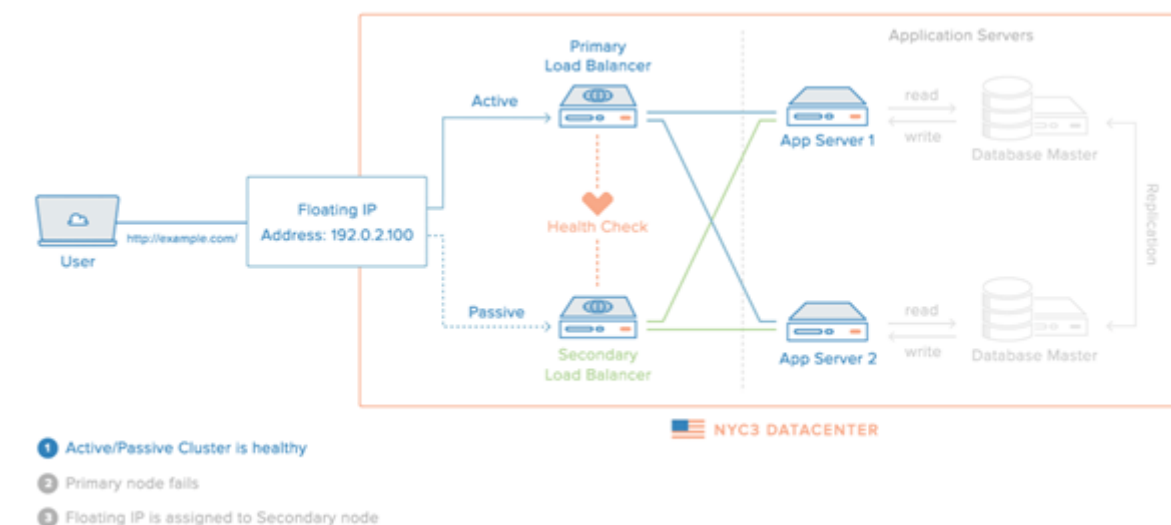 Application Servers
Primary
Load Balancer
Active
read
write
App Server 1
Database Master
Floating IP
Address: 192.0.2.100
http://example.com/
User
Health Check
Replication
Passive
Secondary
Load Balancer
read
write
App Server 2
Database Master
NYC3 DATACENTER
1 Active/Passive Cluster is healthy
2 Primary node fails
3 Floating IP is assigned to Secondary node